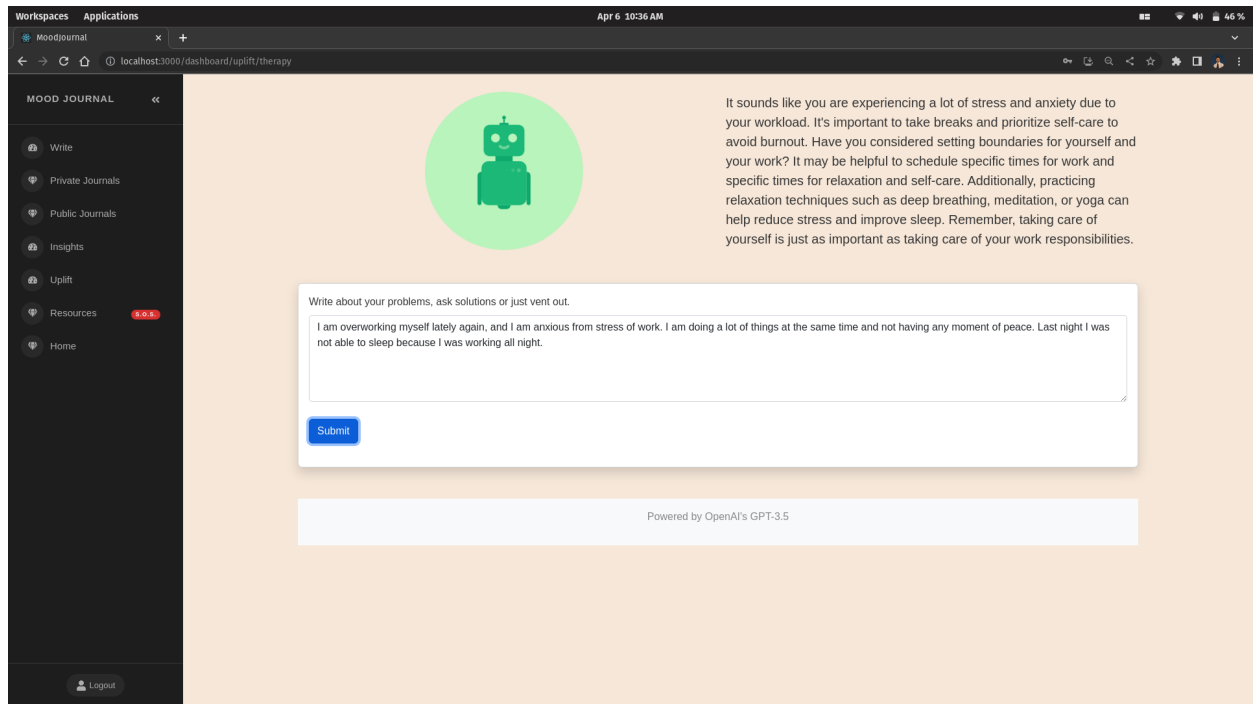 Workspaces Applications Apr 6 10:36 AM 46 %
MoodJournal
localhost:3000/dashboard/uplift/therapy
MOOD JOURNAL
Write
Private Journals
Public Journals
Insights
Uplift
Resources S.O.S.
Home
Logout
It sounds like you are experiencing a lot of stress and anxiety due to
your workload. It's important to take breaks and prioritize self-care to
avoid burnout. Have you considered setting boundaries for yourself and
your work? It may be helpful to schedule specific times for work and
specific times for relaxation and self-care. Additionally, practicing
relaxation techniques such as deep breathing, meditation, or yoga can
help reduce stress and improve sleep. Remember, taking care of
yourself is just as important as taking care of your work responsibilities.
Write about your problems, ask solutions or just vent out.
I am overworking myself lately again, and I am anxious from stress of work. I am doing a lot of things at the same time and not having any moment of peace. Last night I was
not able to sleep because I was working all night.
Submit
Powered by OpenAI's GPT-3.5